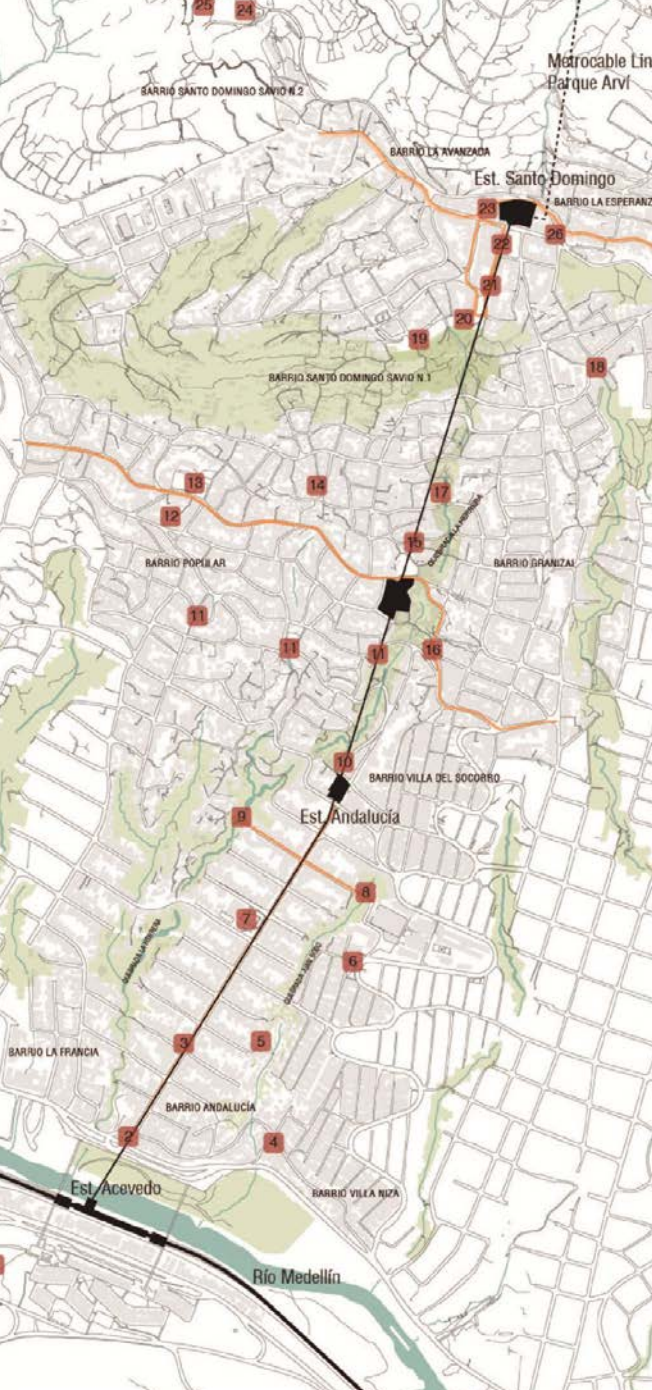 25
24
Metrocable Lin
Parque Arví
BARRIO SANTO DOMINGO SAVIO N.2
BARRIO LA AVANZADA
Est. Santo Domingo
BARRIO LA ESPERANZ
23
26
22
21
20
19
18
BARRIO SANTO DOMINGO SAVIO N.1
13
14
17
12
15
BARRIO POPULAR
BARRIO GRANIZAL
11
11
11
16
10
BARRIO VILLA DEL SOCORRO
Est. Andalucía
9
8
7
6
3
5
BARRIO LA FRANCIA
BARRIO ANDALUCÍA
2
4
Est. Acevedo
BARRIO VILLA NIZA
Río Medellín